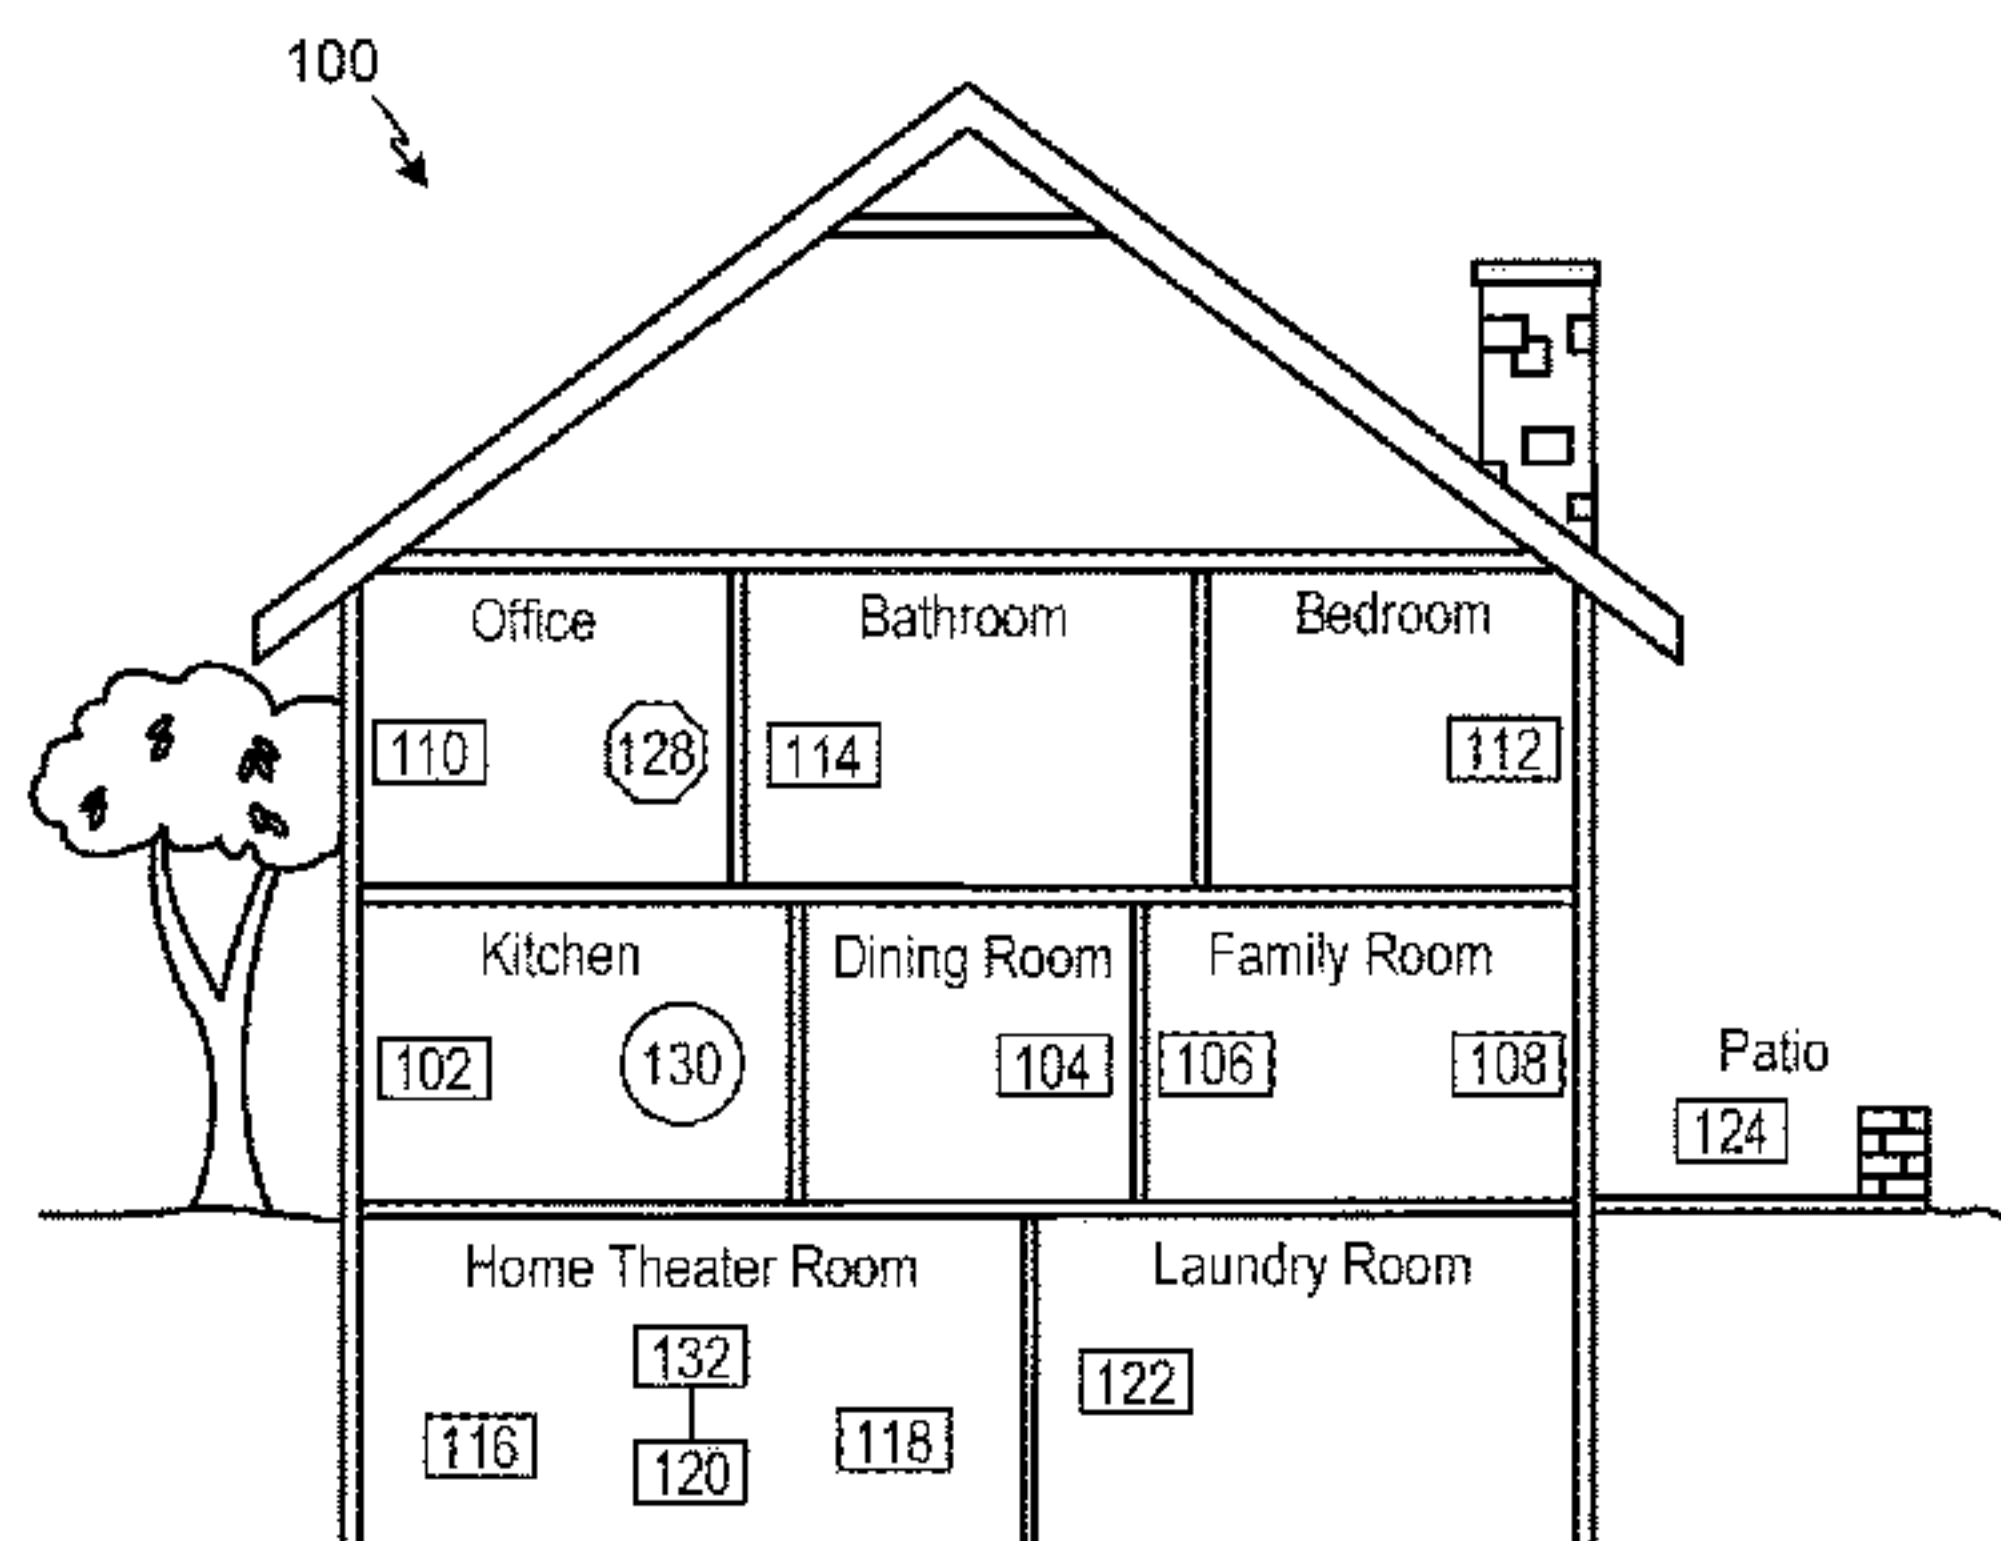 100
Office
Bathroom
Bedroom
110
128
114
112
Kitchen
Dining Room
Family Room
102
130
104
106
108
Patio
124
Home Theater Room
Laundry Room
132
122
116
120
118